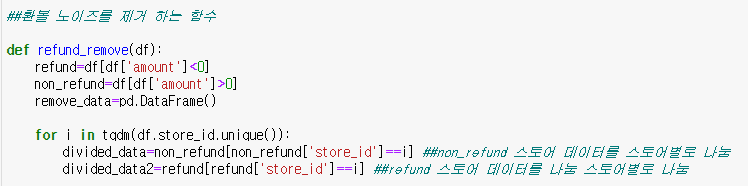 ##환불 노이즈를 제거 하는 함수
def refund_remove(df):
refund=df[df['amount']<0]
non_refund=df[df['amount']>0]
remove_data=pd.DataFrame()
for i in tqdm(df.store_id.unique()):
divided_data=non_refund[non_refund['store_id']==i] ##non_refund 스토어 데이터를 스토어별로 나눔
divided_data2=refund[refund['store_id']==i] ##refund 스토어 데이터를 나눔 스토어별로 나눔